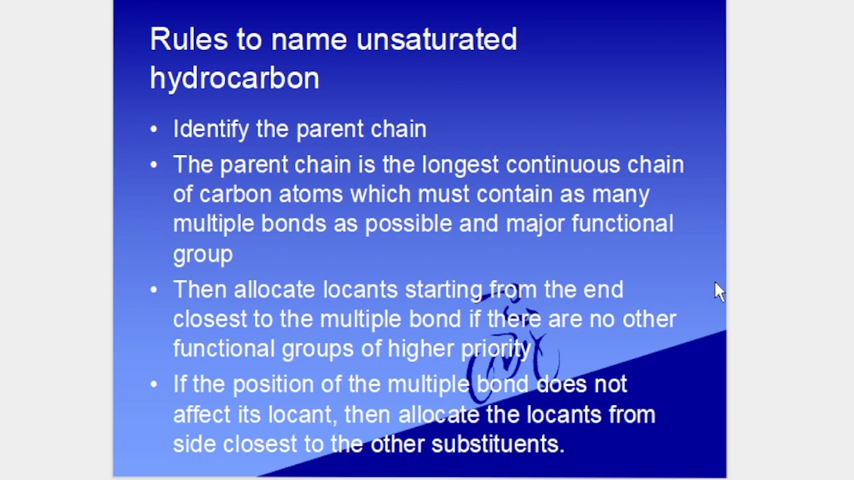 Rules to name unsaturated
hydrocarbon
• Identify the parent chain
• The parent chain is the longest continuous chain
of carbon atoms which must contain as many
multiple bonds as possible and major functional
group
• Then allocate locants starting from the end
closest to the multiple bond if there are no other
functional groups of higher priority
• If the position of the multiple bond does not
affect its locant, then allocate the locants from
side closest to the other substituents.